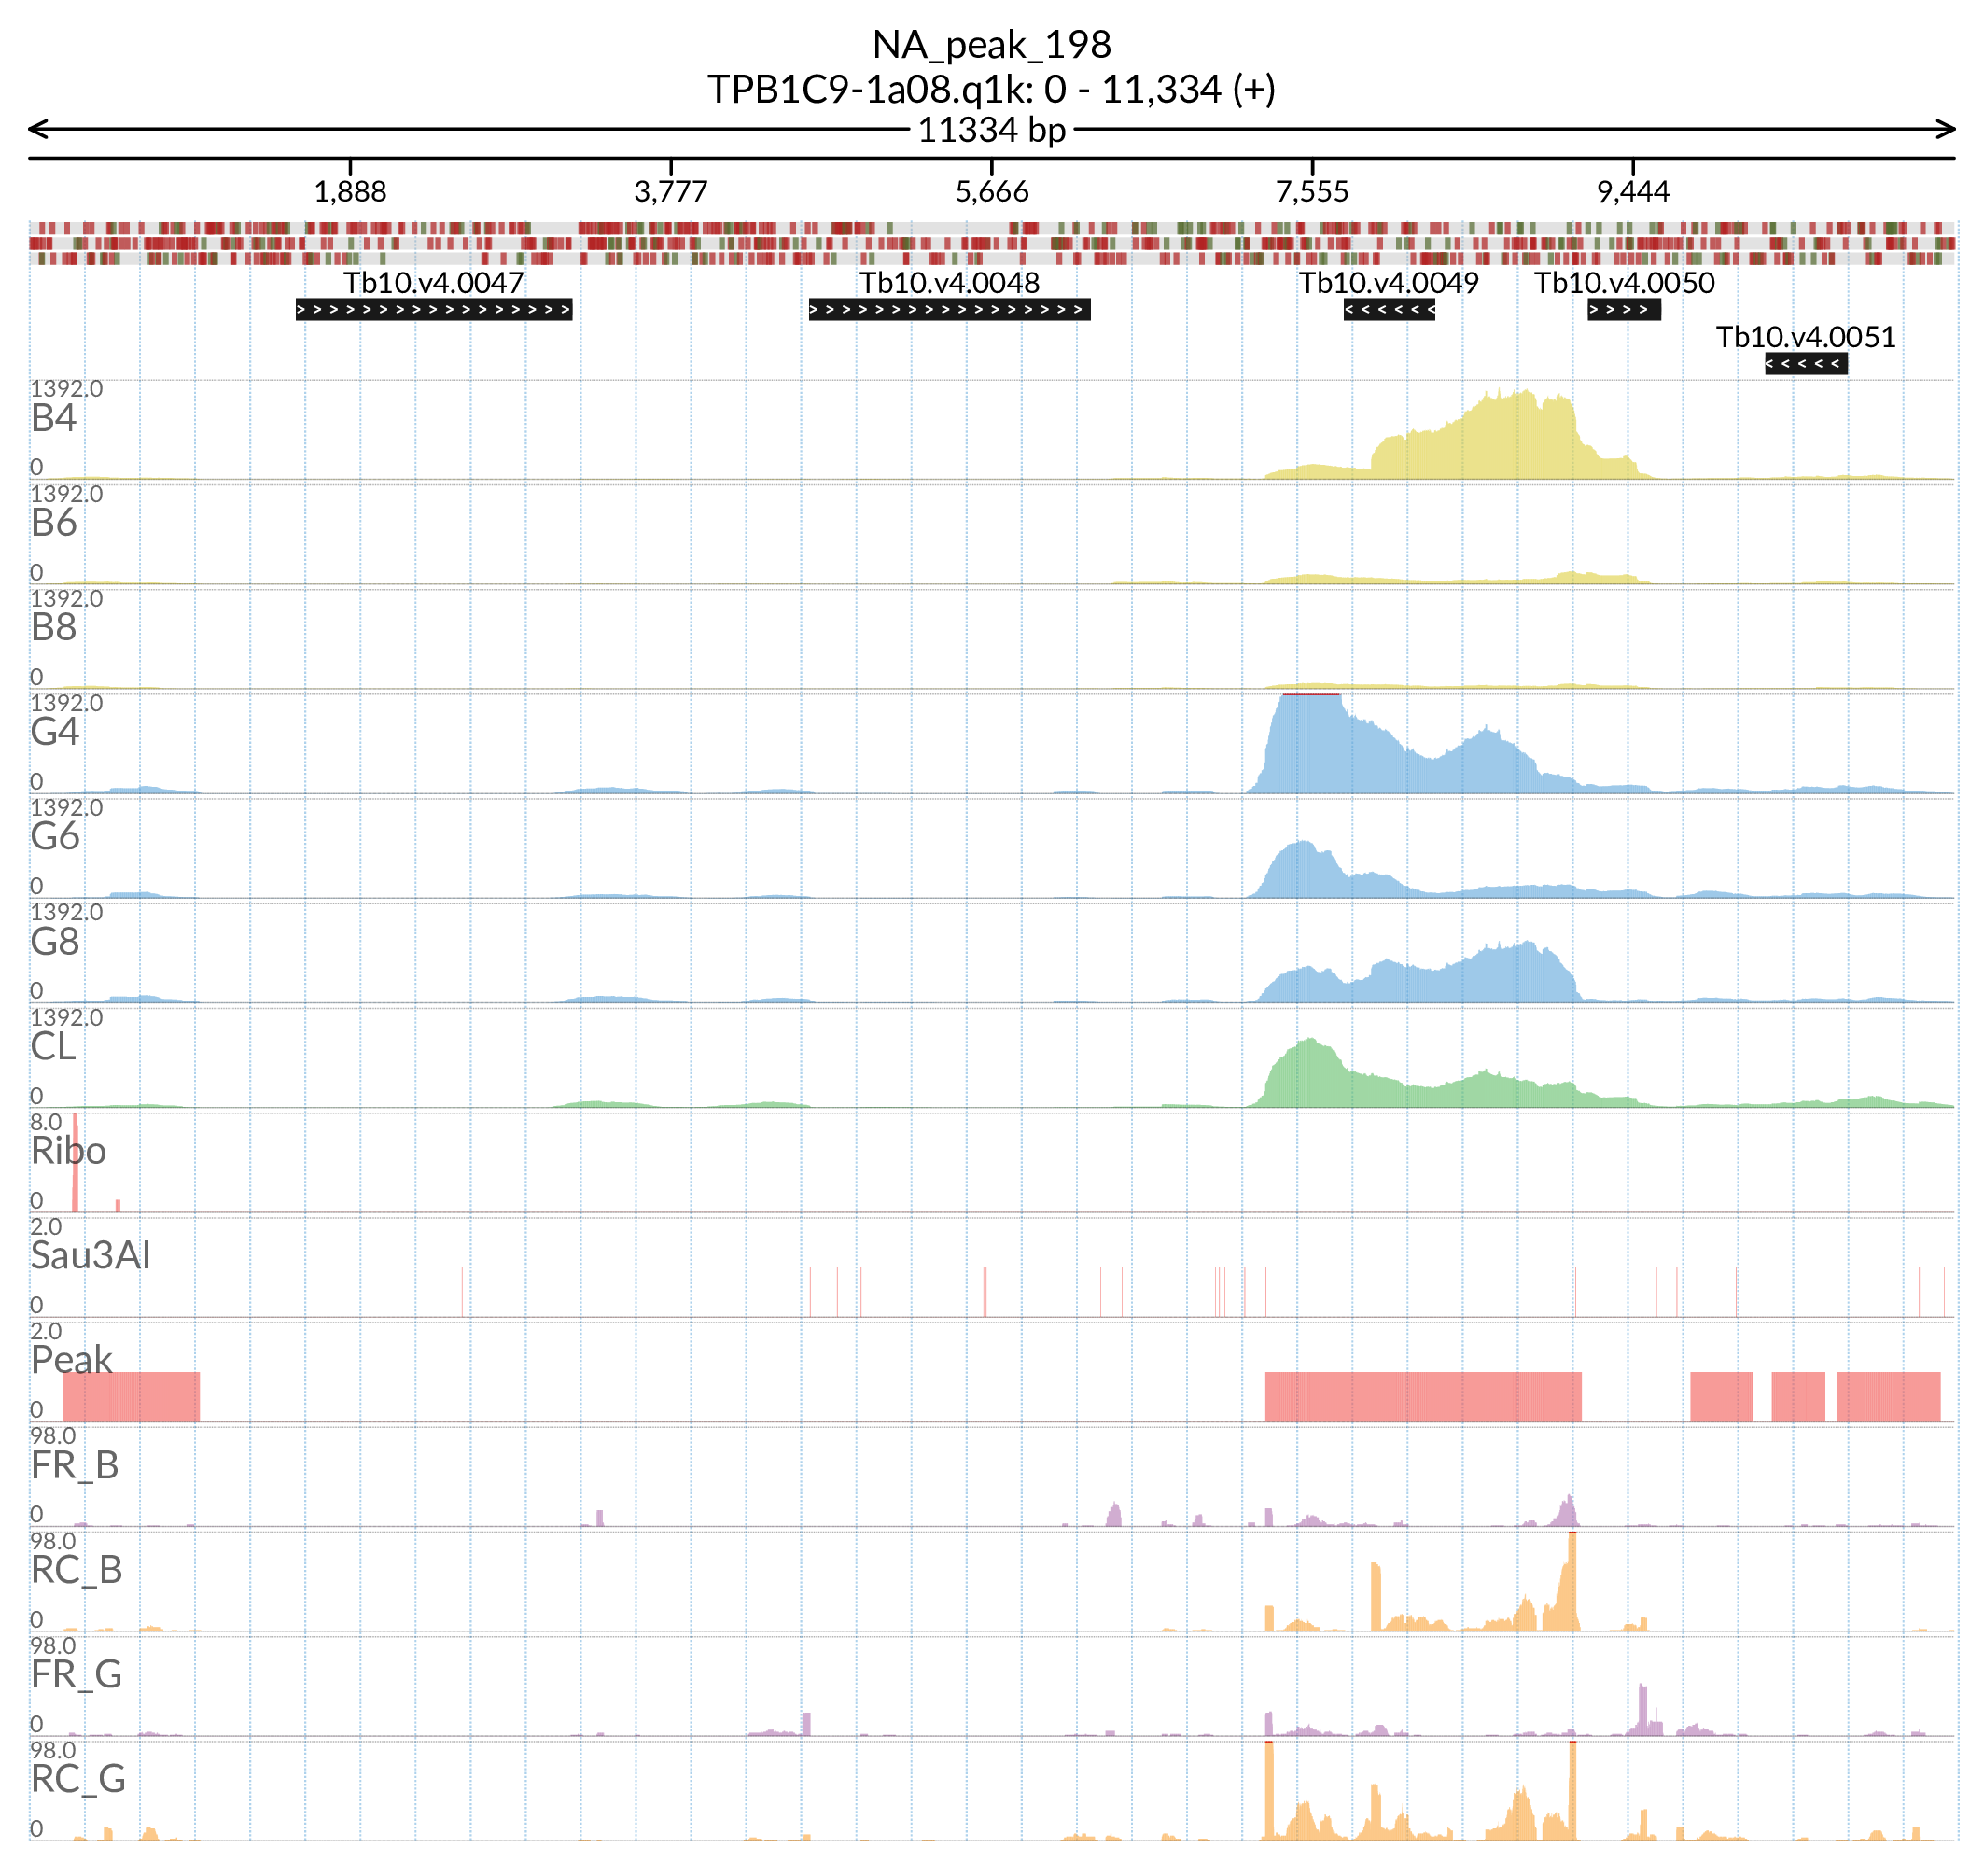 NA_peak_198
TPB1C9-1a08.q1k: 0 - 11,334 (+)
11334 bp
1,888 3,777 5,666 7,555 9,444
Tb10.v4.0047 Tb10.v4.0048 Tb10.v4.0049 Tb10.v4.0050
Tb10.v4.0051
1392.0
B4
0
1392.0
B6
0
1392.0
B8
0
1392.0
G4
0
1392.0
G6
0
1392.0
G8
0
1392.0
CL
0
8.0
Ribo
0
2.0
Sau3AI
0
2.0
Peak
0
98.0
FR_B
0
98.0
RC_B
0
98.0
FR_G
0
98.0
RC_G
0